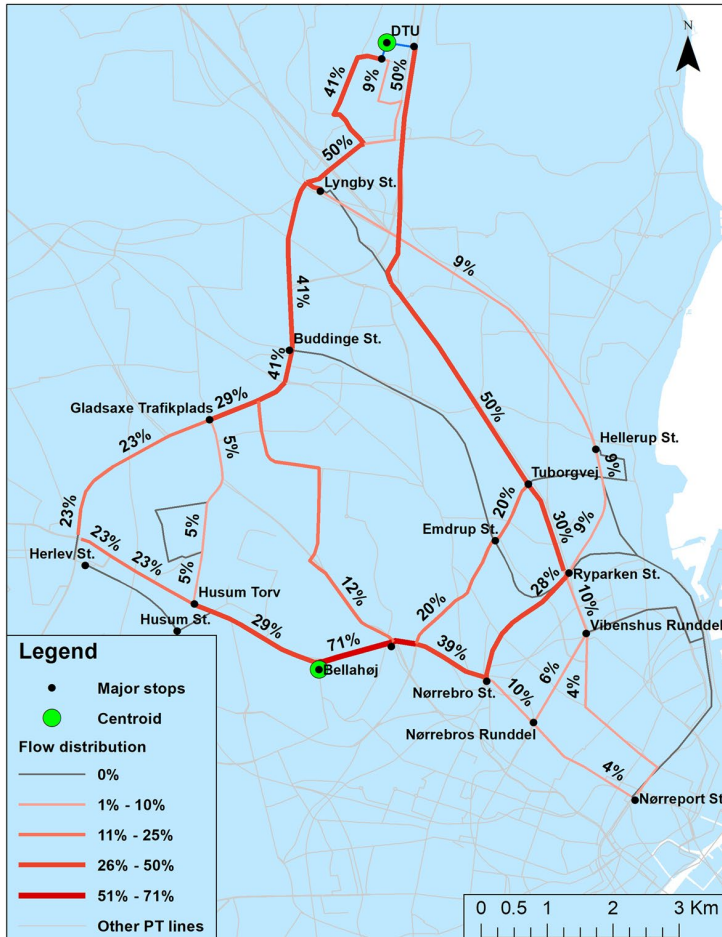 DTU
N
41%
9%
50%
50%
Lyngby St.
9%
41%
Buddinge St.
41%
29%
Gladsaxe Trafikplads
50%
23%
5%
Hellerup St.
9%
Tuborgvej
20%
23%
5%
Emdrup St.
30%
9%
23%
Herlev St.
23%
5%
28%
Ryparken St.
12%
Husum Torv
20%
10%
Husum St.
Vibenshus Runddel
29%
71%
39%
Bellahøj
6%
4%
Nørrebro St.
10%
Nørrebros Runddel
4%
Nørreport St
Legend
Major stops
Centroid
Flow distribution
0%
1% - 10%
11% - 25%
26% - 50%
51% - 71%
Other PT lines
0 0.5 1 2 3 Km